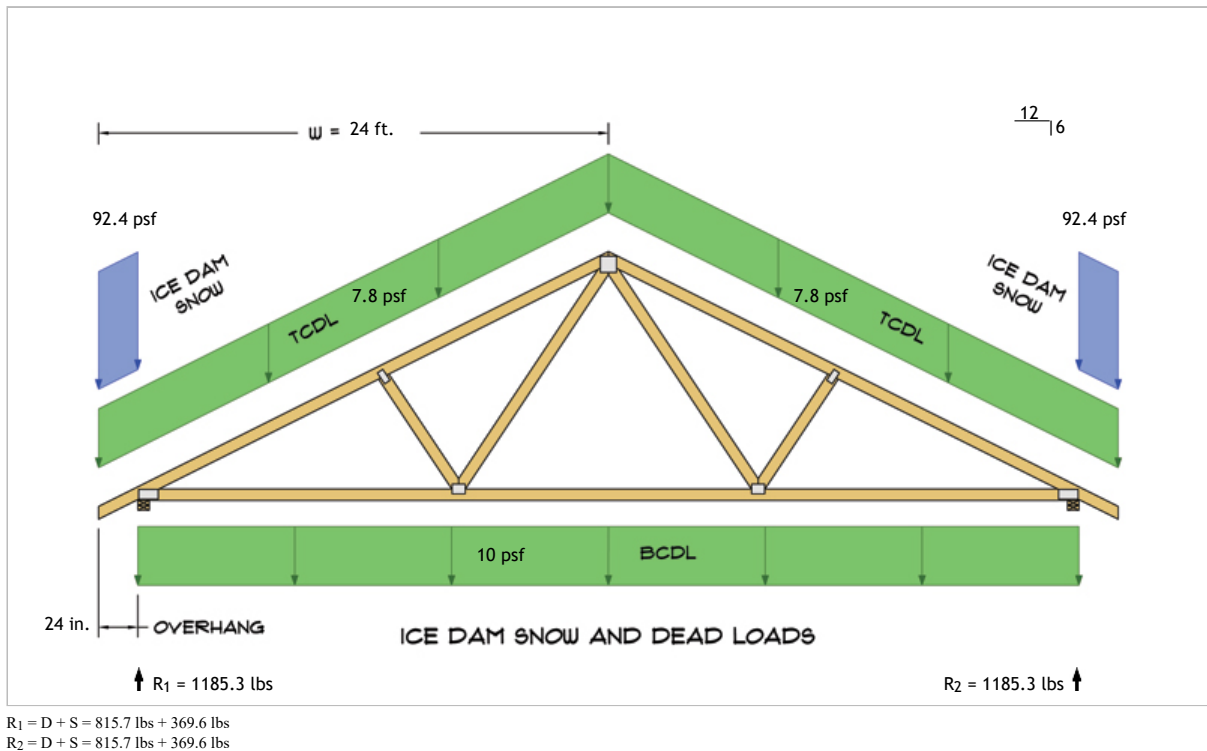 W = 24 ft.
12
6
92.4 psf
92.4 psf
ICE DAM
SNOW
ICE DAM
SNOW
7.8 psf
7.8 psf
TCDL
TCDL
10 psf
BCDL
24 in.
OVERHANG
ICE DAM SNOW AND DEAD LOADS
R1 = 1185.3 lbs
R2 = 1185.3 lbs
R1 = D + S = 815.7 lbs + 369.6 lbs
R2 = D + S = 815.7 lbs + 369.6 lbs